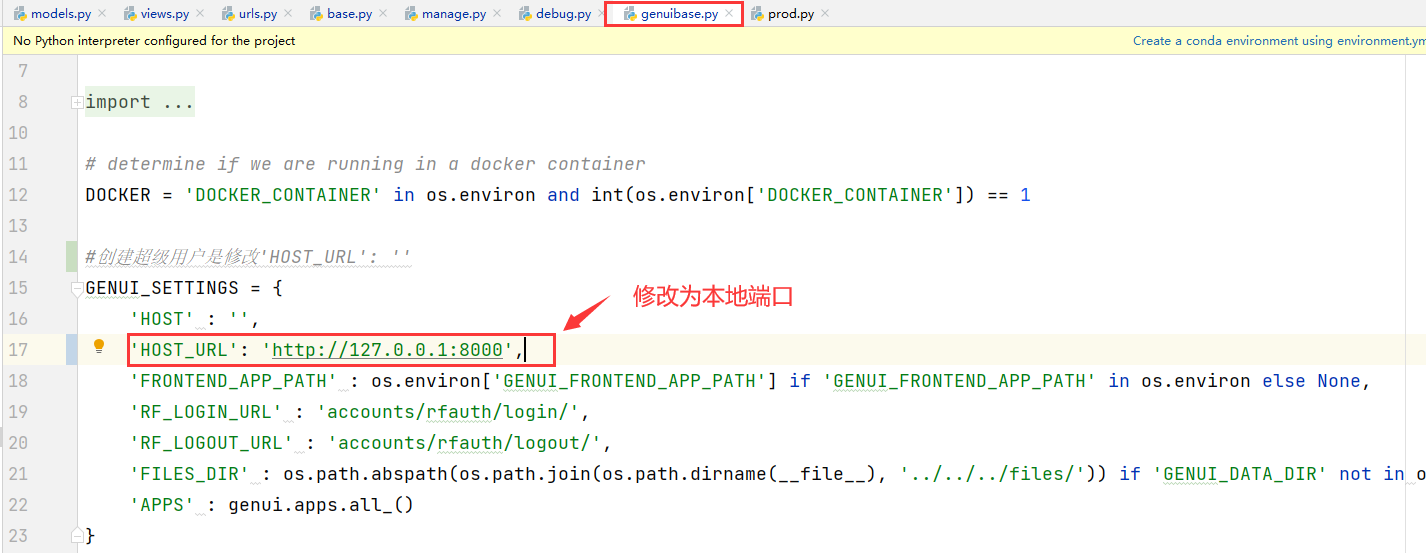 models.py views.py urls.py base.py manage.py debug.py genuibase.py prod.py
No Python interpreter configured for the project Create a conda environment using environment.ym
7
8 import ...
10
11 # determine if we are running in a docker container
12 DOCKER = 'DOCKER_CONTAINER' in os.environ and int(os.environ['DOCKER_CONTAINER']) == 1
13
14 #创建超级用户是修改'HOST_URL': ''
15 GENUI_SETTINGS = {
修改为本地端口
16 'HOST' : '',
17 'HOST_URL': 'http://127.0.0.1:8000',
18 'FRONTEND_APP_PATH' : os.environ['GENUI_FRONTEND_APP_PATH'] if 'GENUI_FRONTEND_APP_PATH' in os.environ else None,
19 'RF_LOGIN_URL' : 'accounts/rfauth/login/',
20 'RF_LOGOUT_URL' : 'accounts/rfauth/logout/',
21 'FILES_DIR' : os.path.abspath(os.path.join(os.path.dirname(__file__), '../../../files/')) if 'GENUI_DATA_DIR' not in o
22 'APPS' : genui.apps.all_()
23 }